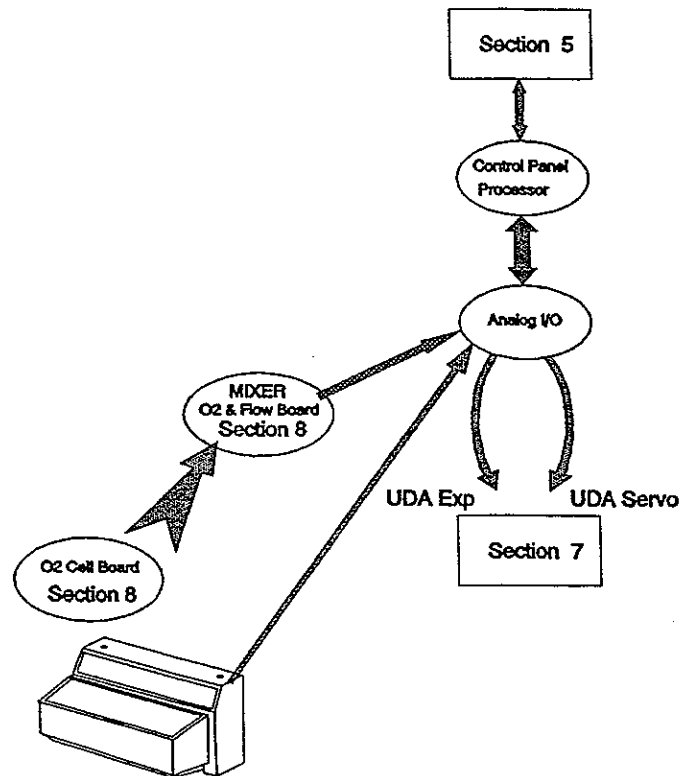 Section 5
Control Panel
Processor
Analog I/O
MIXER
O2 & Flow Board
Section 8
UDA Exp
UDA Servo
Section 7
O2 Cell Board
Section 8